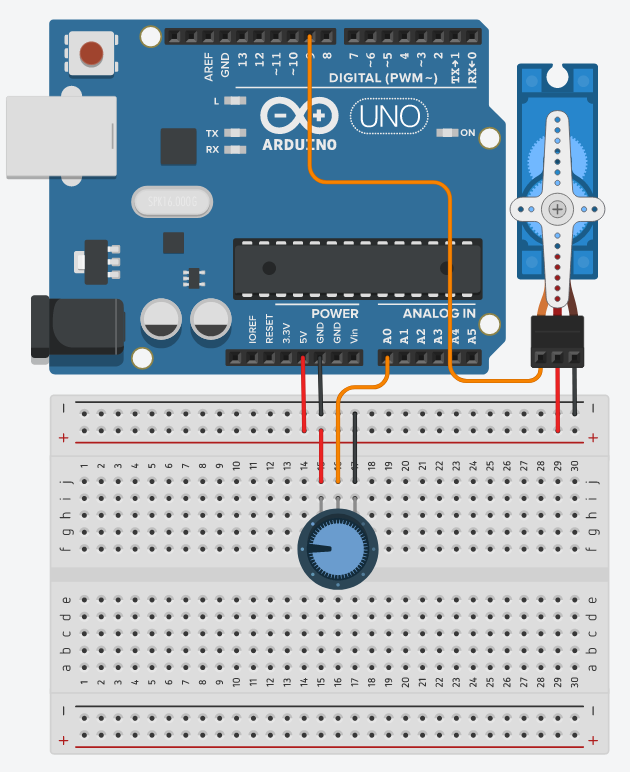 AREF
GND
13
12
~11
~10
9
8
7
~6
~5
4
~3
2
TX→1
RX←0
DIGITAL (PWM~)
L
TX
RX
ARDUINO
UNO
ON
POWER
ANALOG IN
IOREF
RESET
3.3V
5V
GND
GND
Vin
A0
A1
A2
A3
A4
A5
− −
+ +
1 2 3 4 5 6 7 8 9 10 11 12 13 14 15 16 17 18 19 20 21 22 23 24 25 26 27 28 29 30
j j
i i
h h
g g
f f
e e
d d
c c
b b
a a
1 2 3 4 5 6 7 8 9 10 11 12 13 14 15 16 17 18 19 20 21 22 23 24 25 26 27 28 29 30
− −
+ +